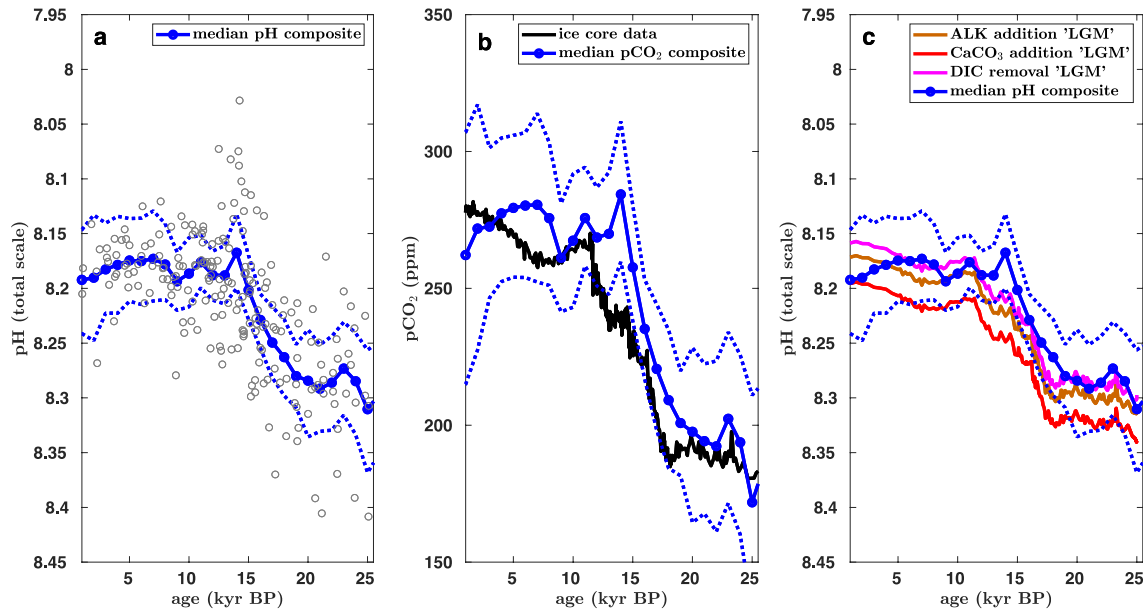 a
median pH composite
7.95
8
8.05
8.1
8.15
8.2
8.25
8.3
8.35
8.4
8.45
pH (total scale)
5
10
15
20
25
age (kyr BP)
b
ice core data
median pCO₂ composite
350
300
250
200
150
pCO₂ (ppm)
5
10
15
20
25
age (kyr BP)
c
ALK addition 'LGM'
CaCO₃ addition 'LGM'
DIC removal 'LGM'
median pH composite
7.95
8
8.05
8.1
8.15
8.2
8.25
8.3
8.35
8.4
8.45
pH (total scale)
5
10
15
20
25
age (kyr BP)